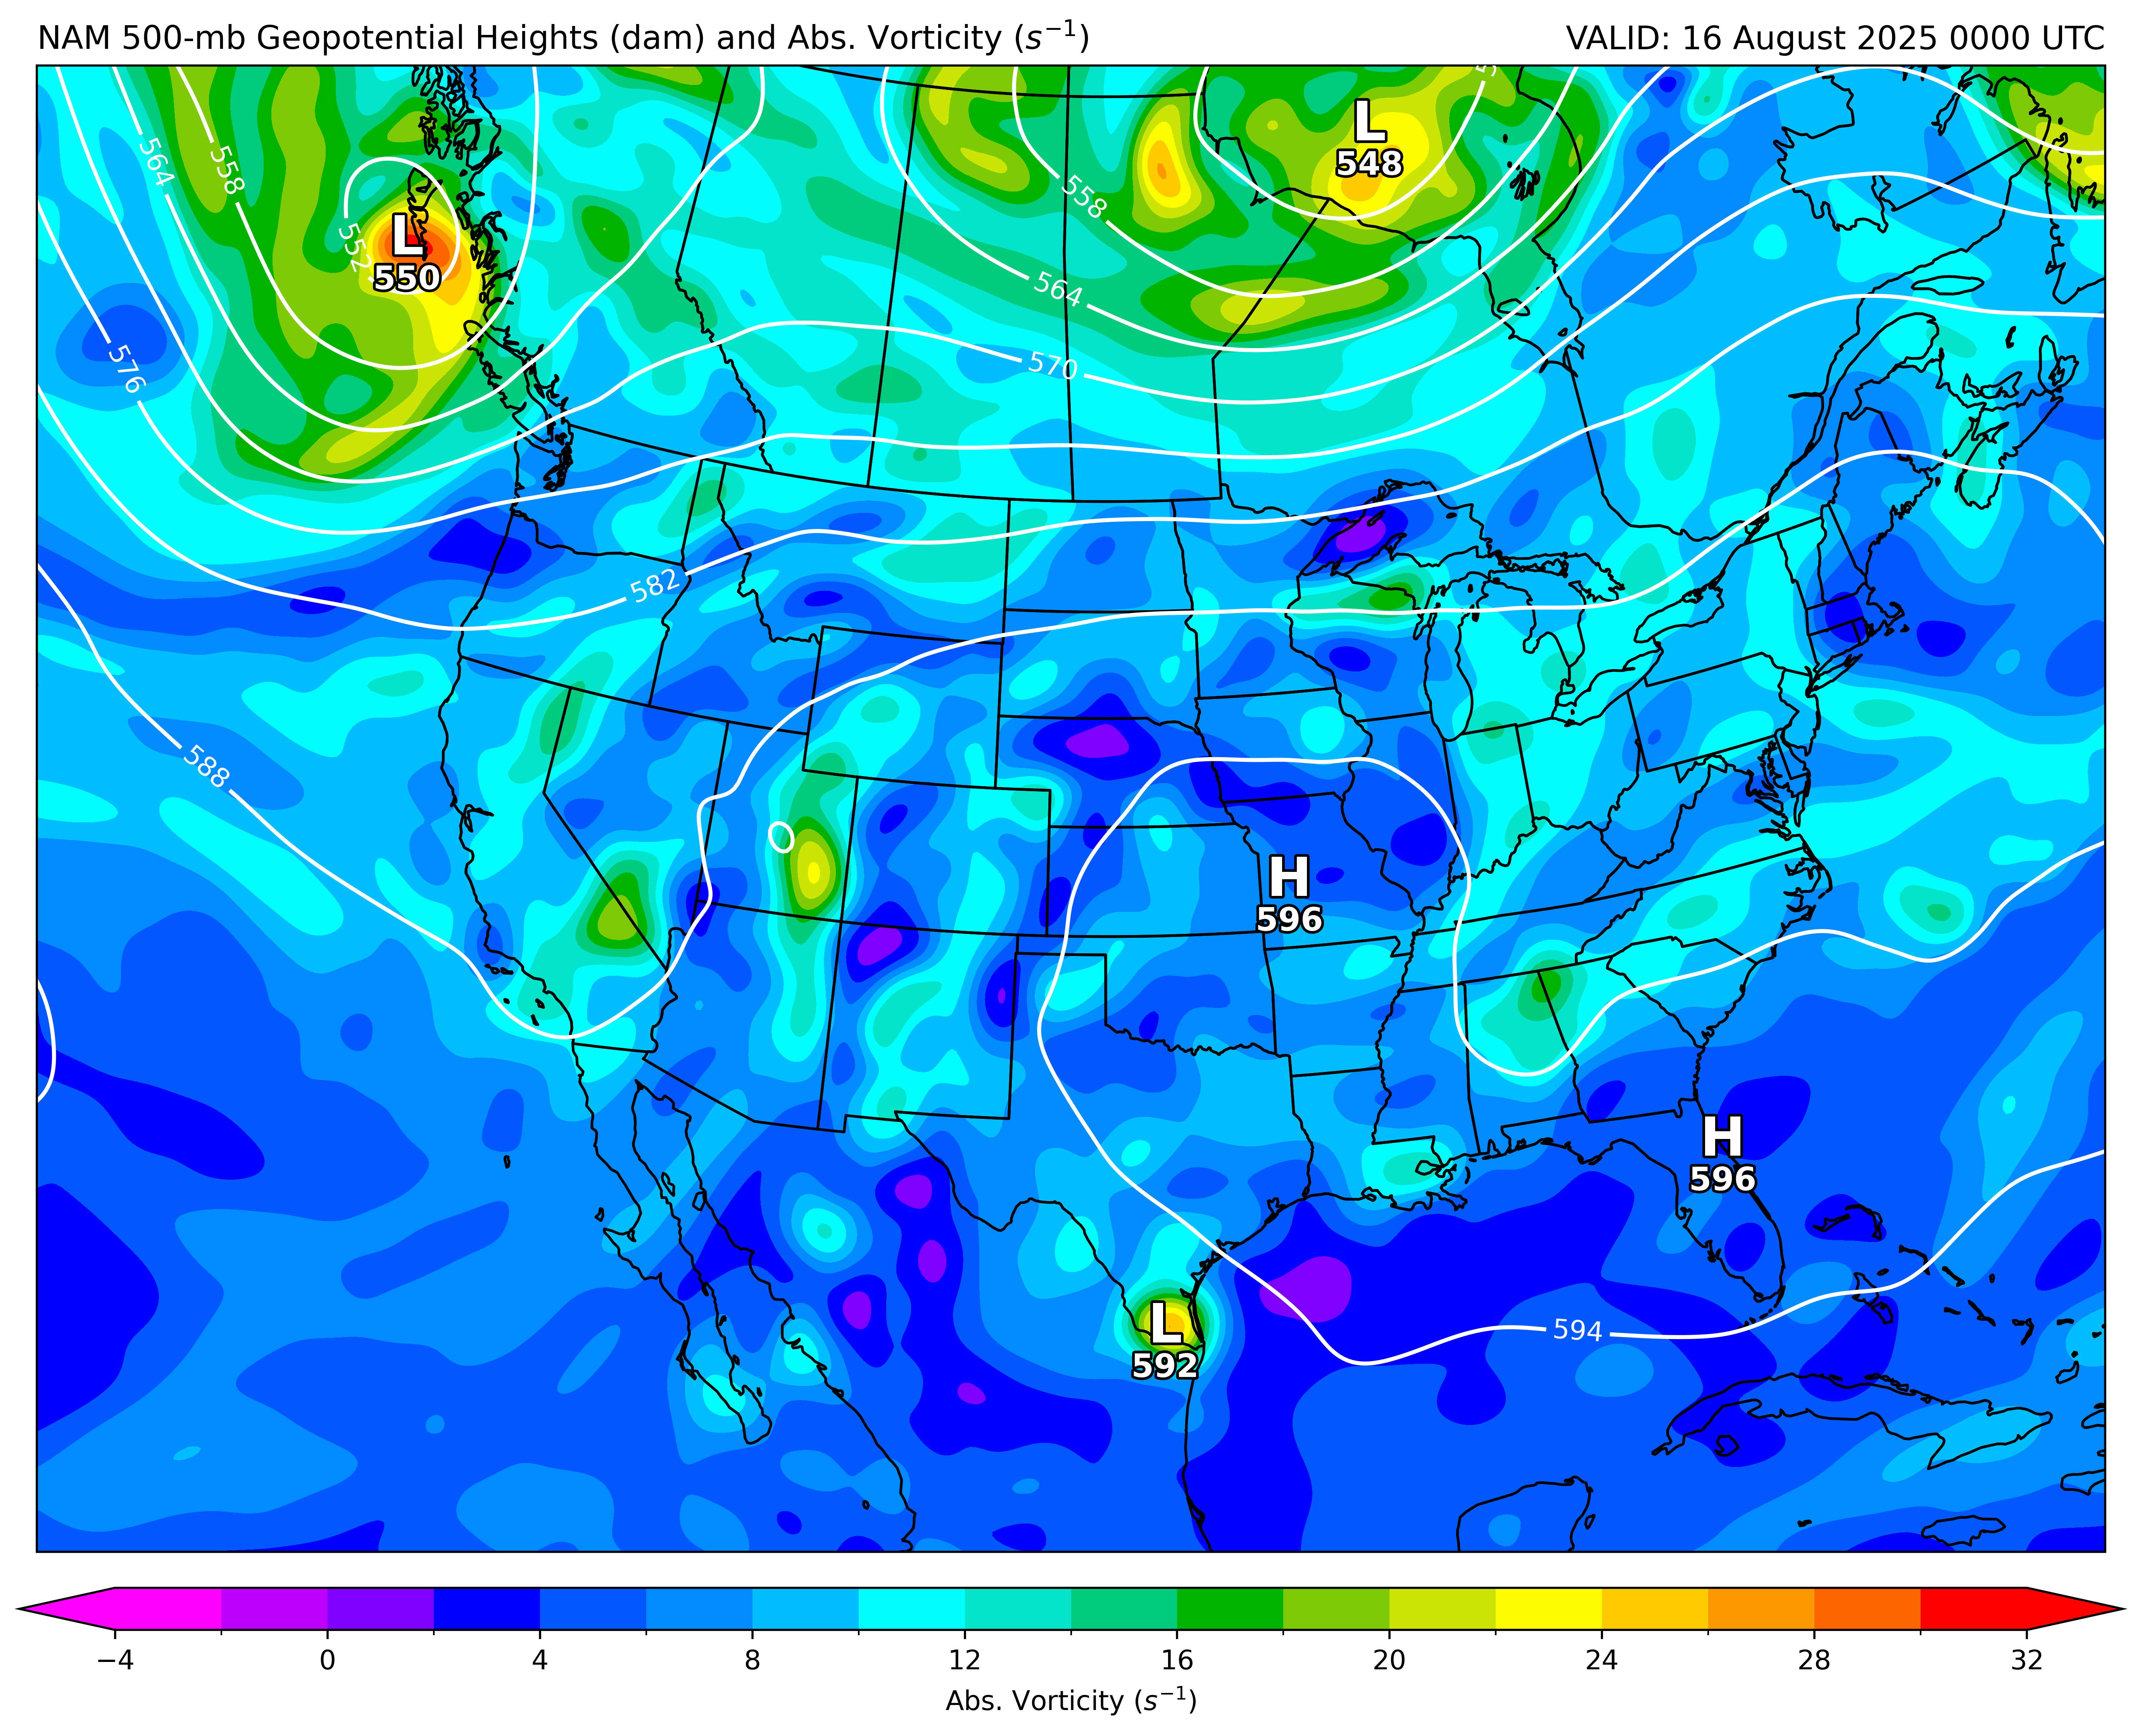 NAM 500-mb Geopotential Heights (dam) and Abs. Vorticity (s⁻¹)
VALID: 16 August 2025 0000 UTC
5
L
548
564
558
558
L
550
552
564
576
570
582
588
H
596
H
596
L
592
594
−4 0 4 8 12 16 20 24 28 32
Abs. Vorticity (s⁻¹)